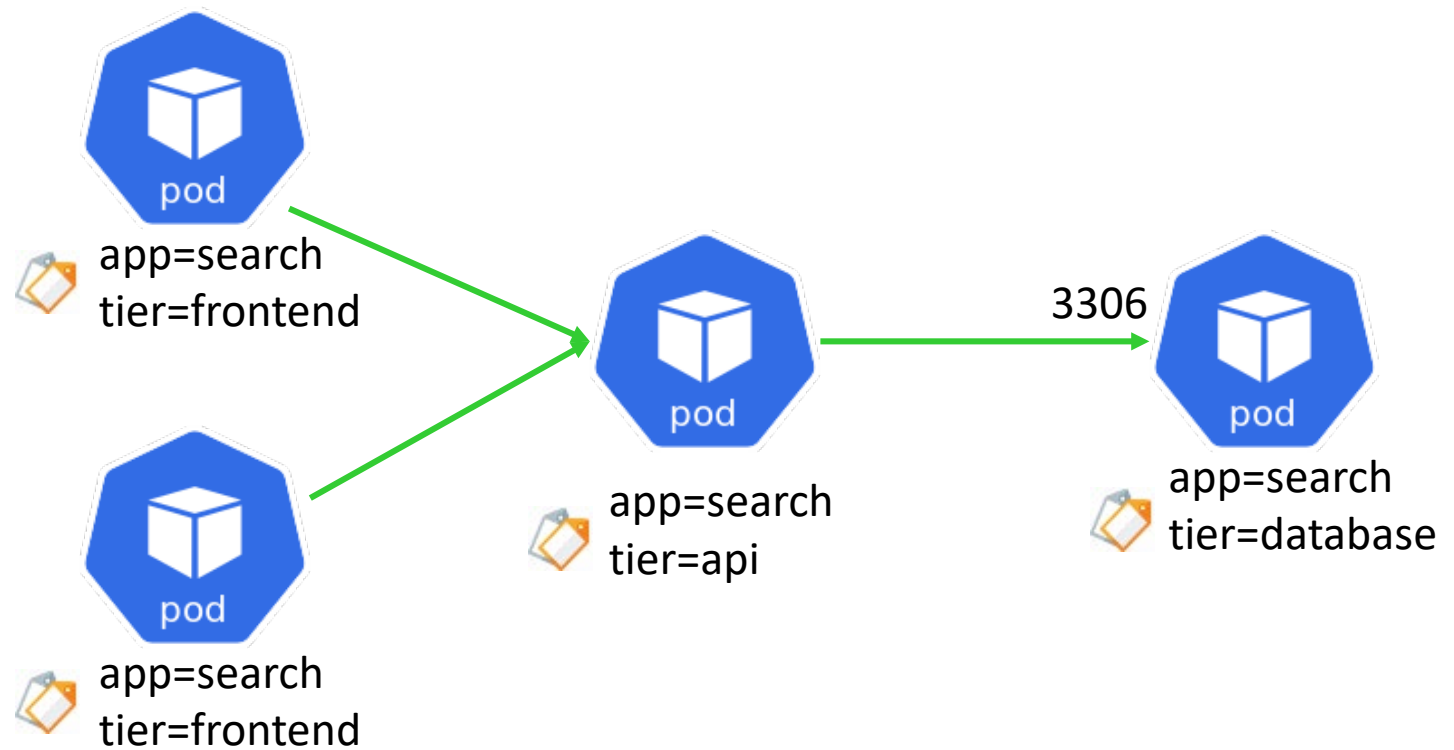 pod
app=search
tier=frontend
pod
app=search
tier=frontend
pod
app=search
tier=api
3306
pod
app=search
tier=database